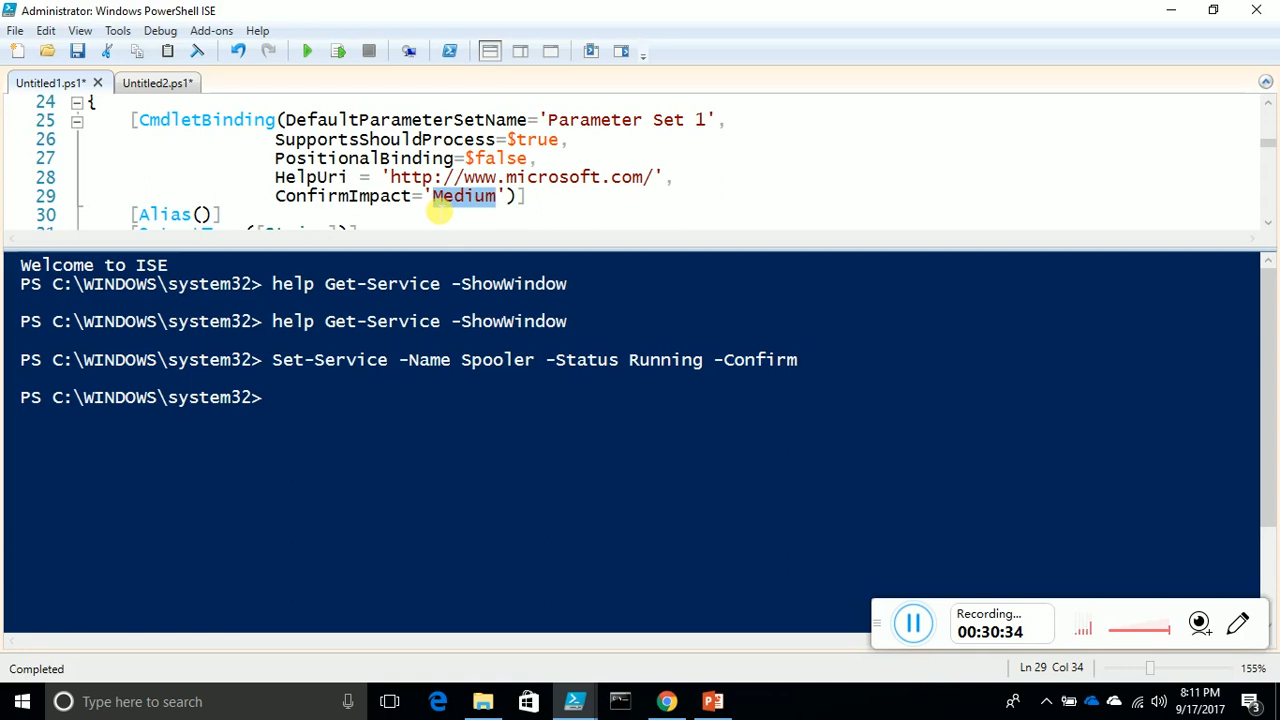 Administrator: Windows PowerShell ISE
File Edit View Tools Debug Add-ons Help
Untitled1.ps1* Untitled2.ps1*
24 {
25 [CmdletBinding(DefaultParameterSetName='Parameter Set 1',
26 SupportsShouldProcess=$true,
27 PositionalBinding=$false,
28 HelpUri = 'http://www.microsoft.com/',
29 ConfirmImpact='Medium')]
30 [Alias()]
Welcome to ISE
PS C:\WINDOWS\system32> help Get-Service -ShowWindow
PS C:\WINDOWS\system32> help Get-Service -ShowWindow
PS C:\WINDOWS\system32> Set-Service -Name Spooler -Status Running -Confirm
PS C:\WINDOWS\system32>
Recording...
00:30:34
Completed
Ln 29 Col 34
155%
Type here to search
8:11 PM
9/17/2017
3